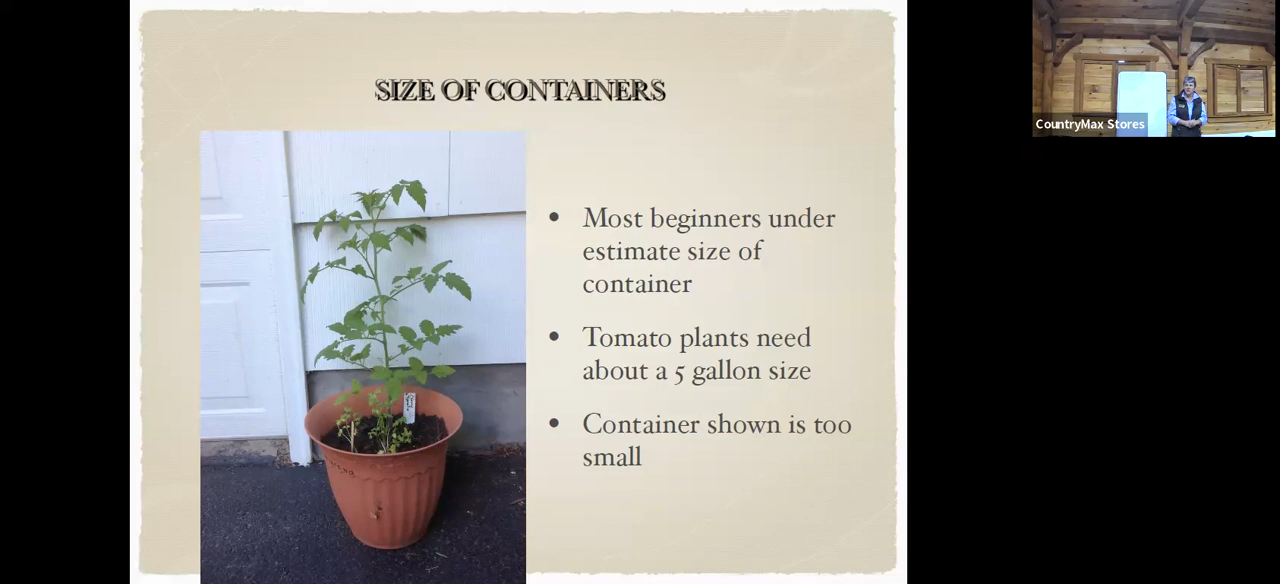 SIZE OF CONTAINERS
Most beginners under
estimate size of
container
Tomato plants need
about a 5 gallon size
Container shown is too
small
CountryMax Stores